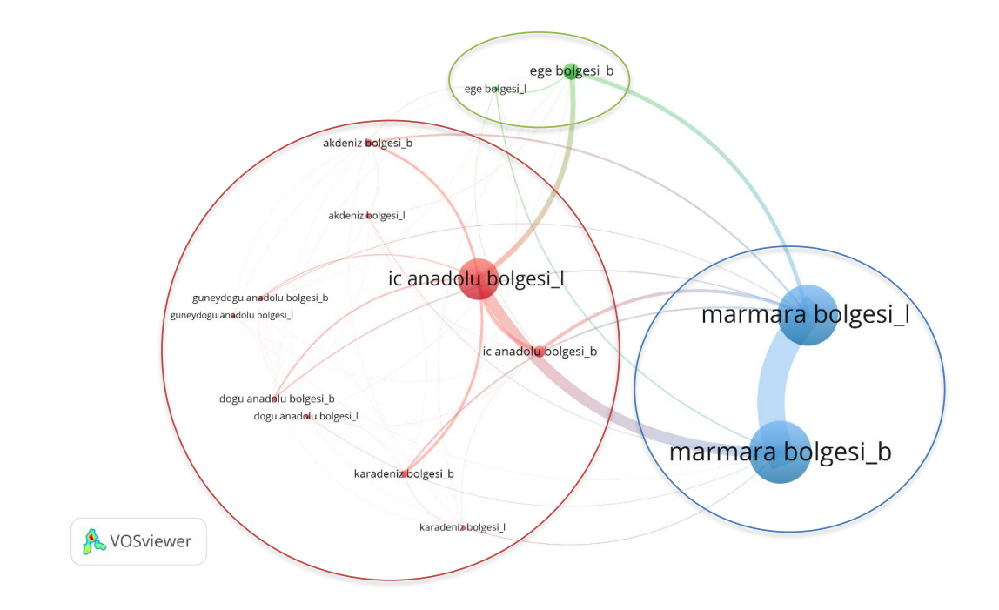 ege bolgesi_b
ege bolgesi_l
akdeniz bolgesi_b
akdeniz bolgesi_l
ic anadolu bolgesi_l
guneydogu anadolu bolgesi_b
guneydogu anadolu bolgesi_l
marmara bolgesi_l
ic anadolu bolgesi_b
dogu anadolu bolgesi_b
dogu anadolu bolgesi_l
marmara bolgesi_b
karadeniz bolgesi_b
karadeniz bolgesi_l
VOSviewer